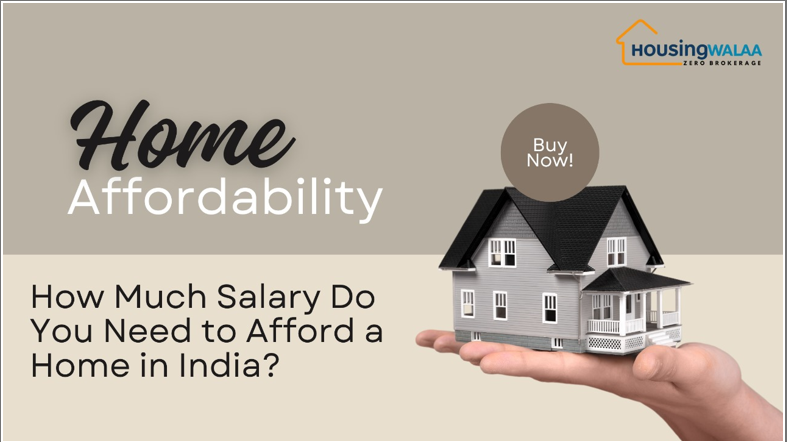 HOUSingWALAA
ZERO BROKERAGE
Home
Affordability
Buy
Now!
How Much Salary Do
You Need to Afford a
Home in India?